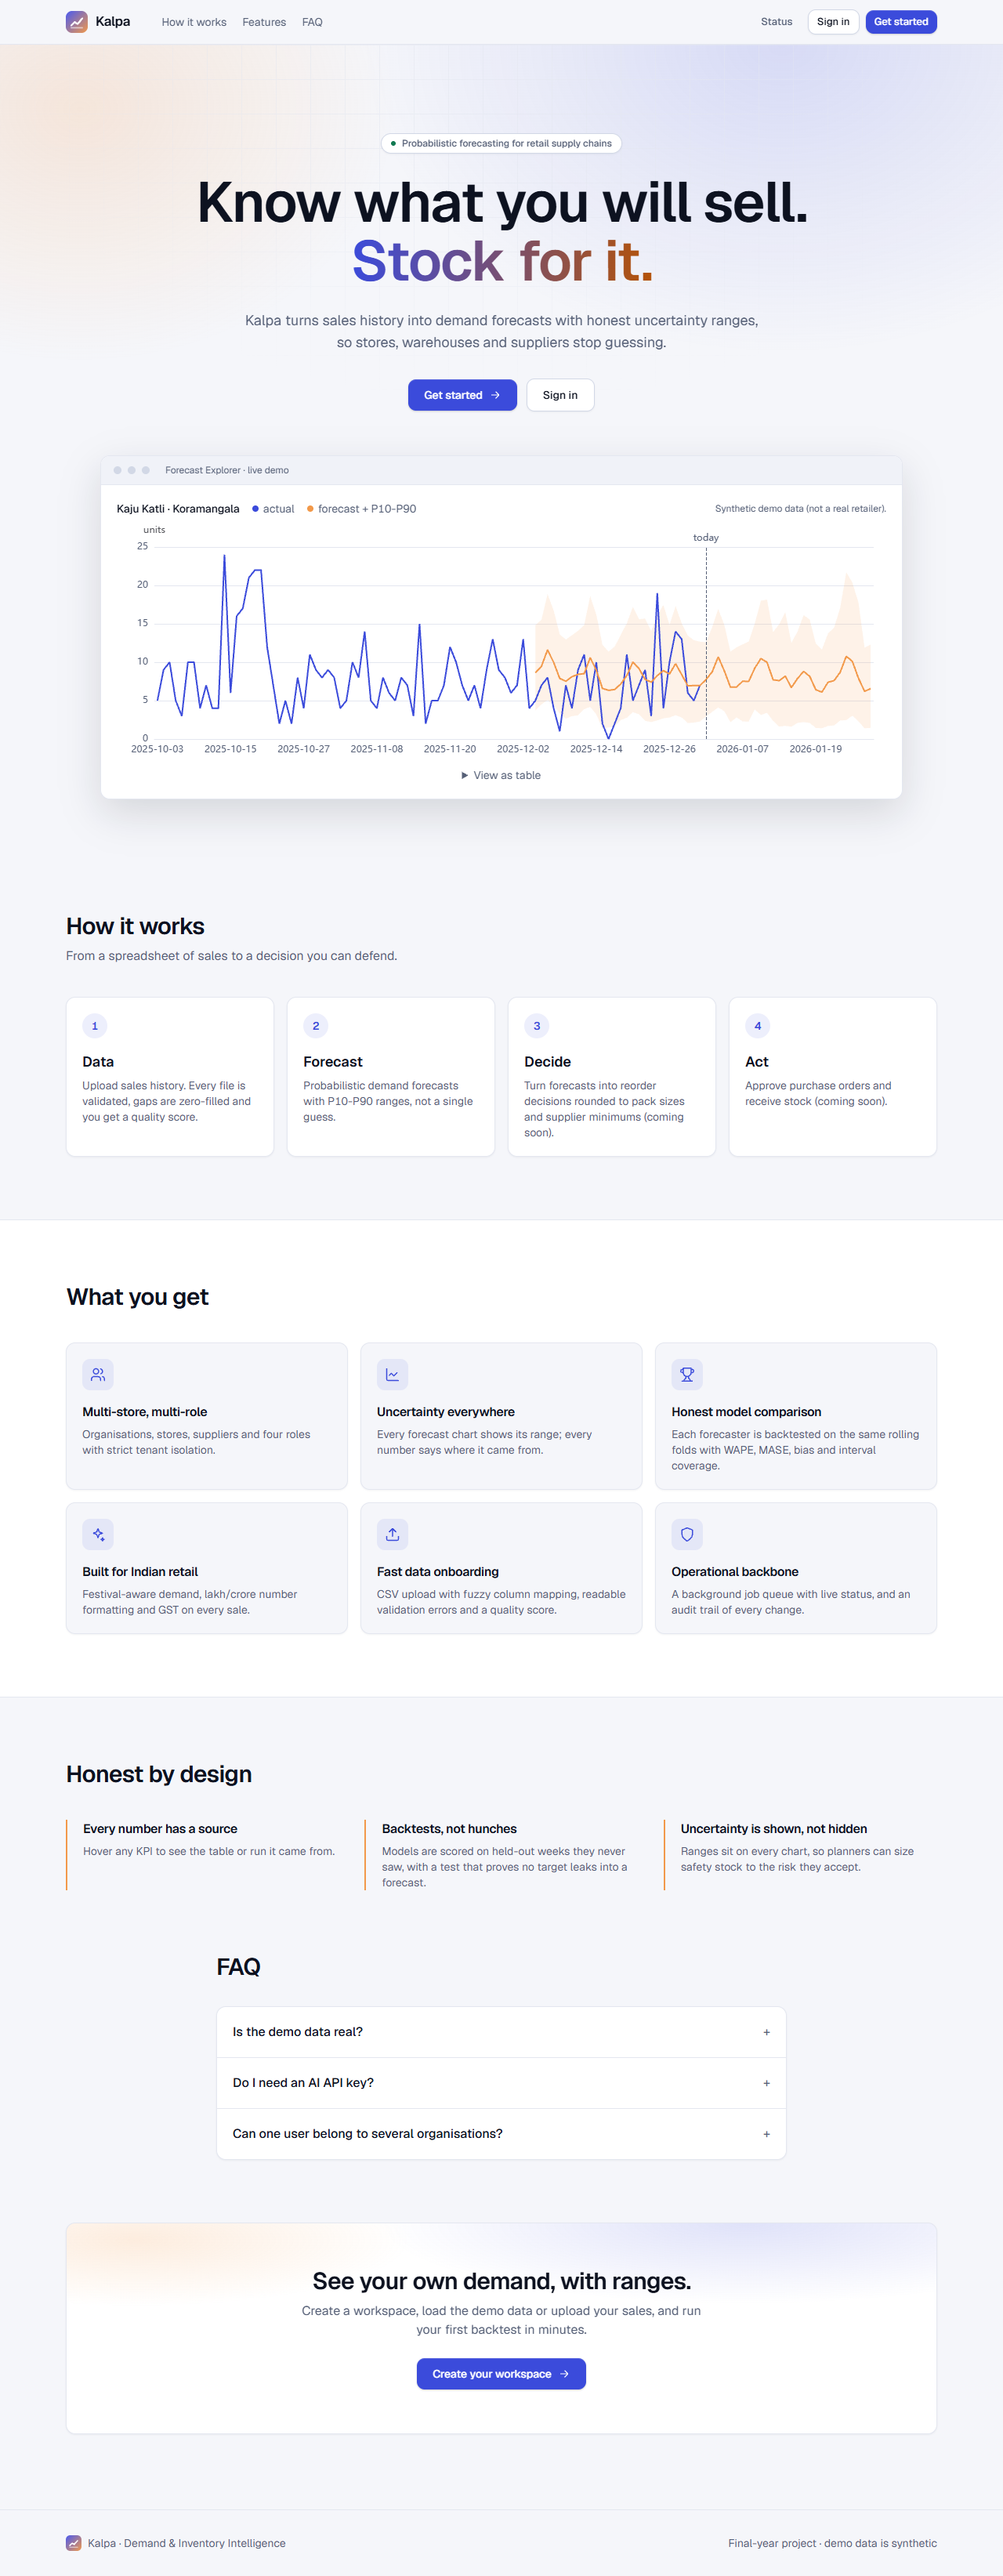 Kalpa
How it works
Features
FAQ
Status
Sign in
Get started
Probabilistic forecasting for retail supply chains
Know what you will sell.
Stock for it.
Kalpa turns sales history into demand forecasts with honest uncertainty ranges,
so stores, warehouses and suppliers stop guessing.
Get started →
Sign in
Forecast Explorer · live demo
Kaju Katli · Koramangala
actual
forecast + P10-P90
Synthetic demo data (not a real retailer).
units
today
25
20
15
10
5
0
2025-10-03
2025-10-15
2025-10-27
2025-11-08
2025-11-20
2025-12-02
2025-12-14
2025-12-26
2026-01-07
2026-01-19
▶ View as table
How it works
From a spreadsheet of sales to a decision you can defend.
1
Data
Upload sales history. Every file is
validated, gaps are zero-filled and
you get a quality score.
2
Forecast
Probabilistic demand forecasts
with P10-P90 ranges, not a single
guess.
3
Decide
Turn forecasts into reorder
decisions rounded to pack sizes
and supplier minimums (coming
soon).
4
Act
Approve purchase orders and
receive stock (coming soon).
What you get
Multi-store, multi-role
Organisations, stores, suppliers and four roles
with strict tenant isolation.
Uncertainty everywhere
Every forecast chart shows its range; every
number says where it came from.
Honest model comparison
Each forecaster is backtested on the same rolling
folds with WAPE, MASE, bias and interval
coverage.
Built for Indian retail
Festival-aware demand, lakh/crore number
formatting and GST on every sale.
Fast data onboarding
CSV upload with fuzzy column mapping, readable
validation errors and a quality score.
Operational backbone
A background job queue with live status, and an
audit trail of every change.
Honest by design
Every number has a source
Hover any KPI to see the table or run it came from.
Backtests, not hunches
Models are scored on held-out weeks they never
saw, with a test that proves no target leaks into a
forecast.
Uncertainty is shown, not hidden
Ranges sit on every chart, so planners can size
safety stock to the risk they accept.
FAQ
Is the demo data real? +
Do I need an AI API key? +
Can one user belong to several organisations? +
See your own demand, with ranges.
Create a workspace, load the demo data or upload your sales, and run
your first backtest in minutes.
Create your workspace →
Kalpa · Demand & Inventory Intelligence
Final-year project · demo data is synthetic